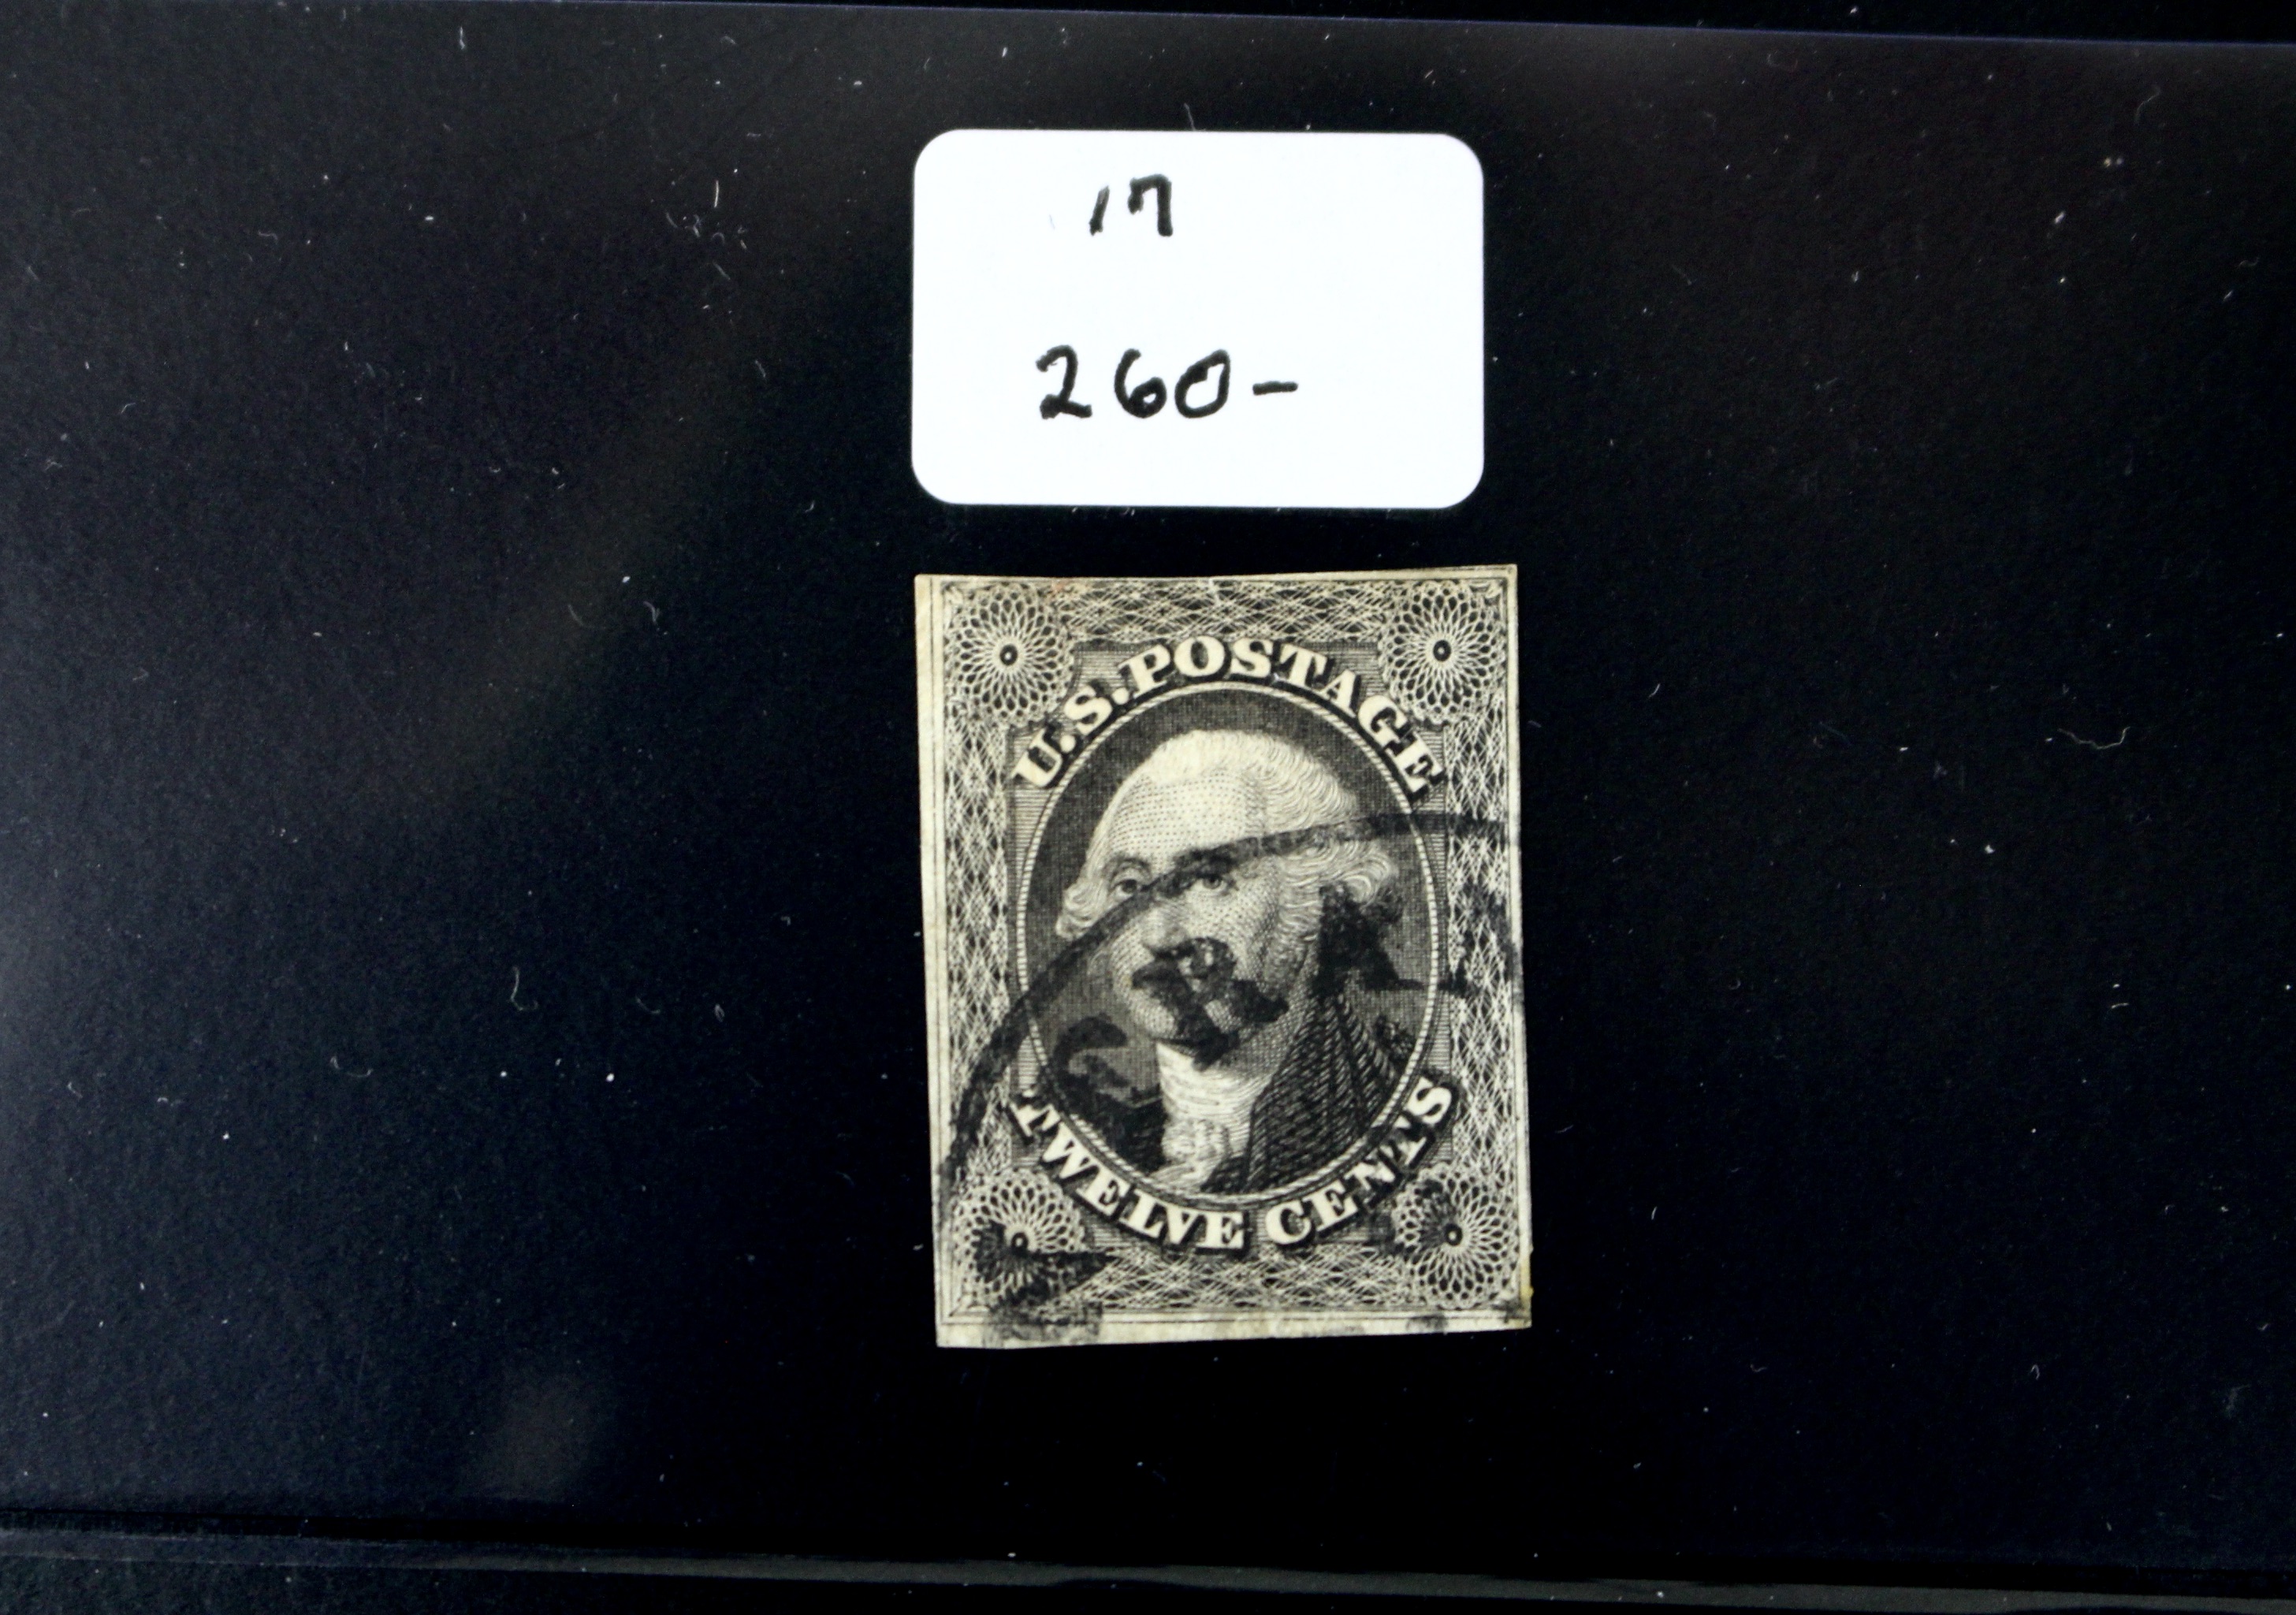 17
260-
U.S. POSTAGE
TWELVE CENTS